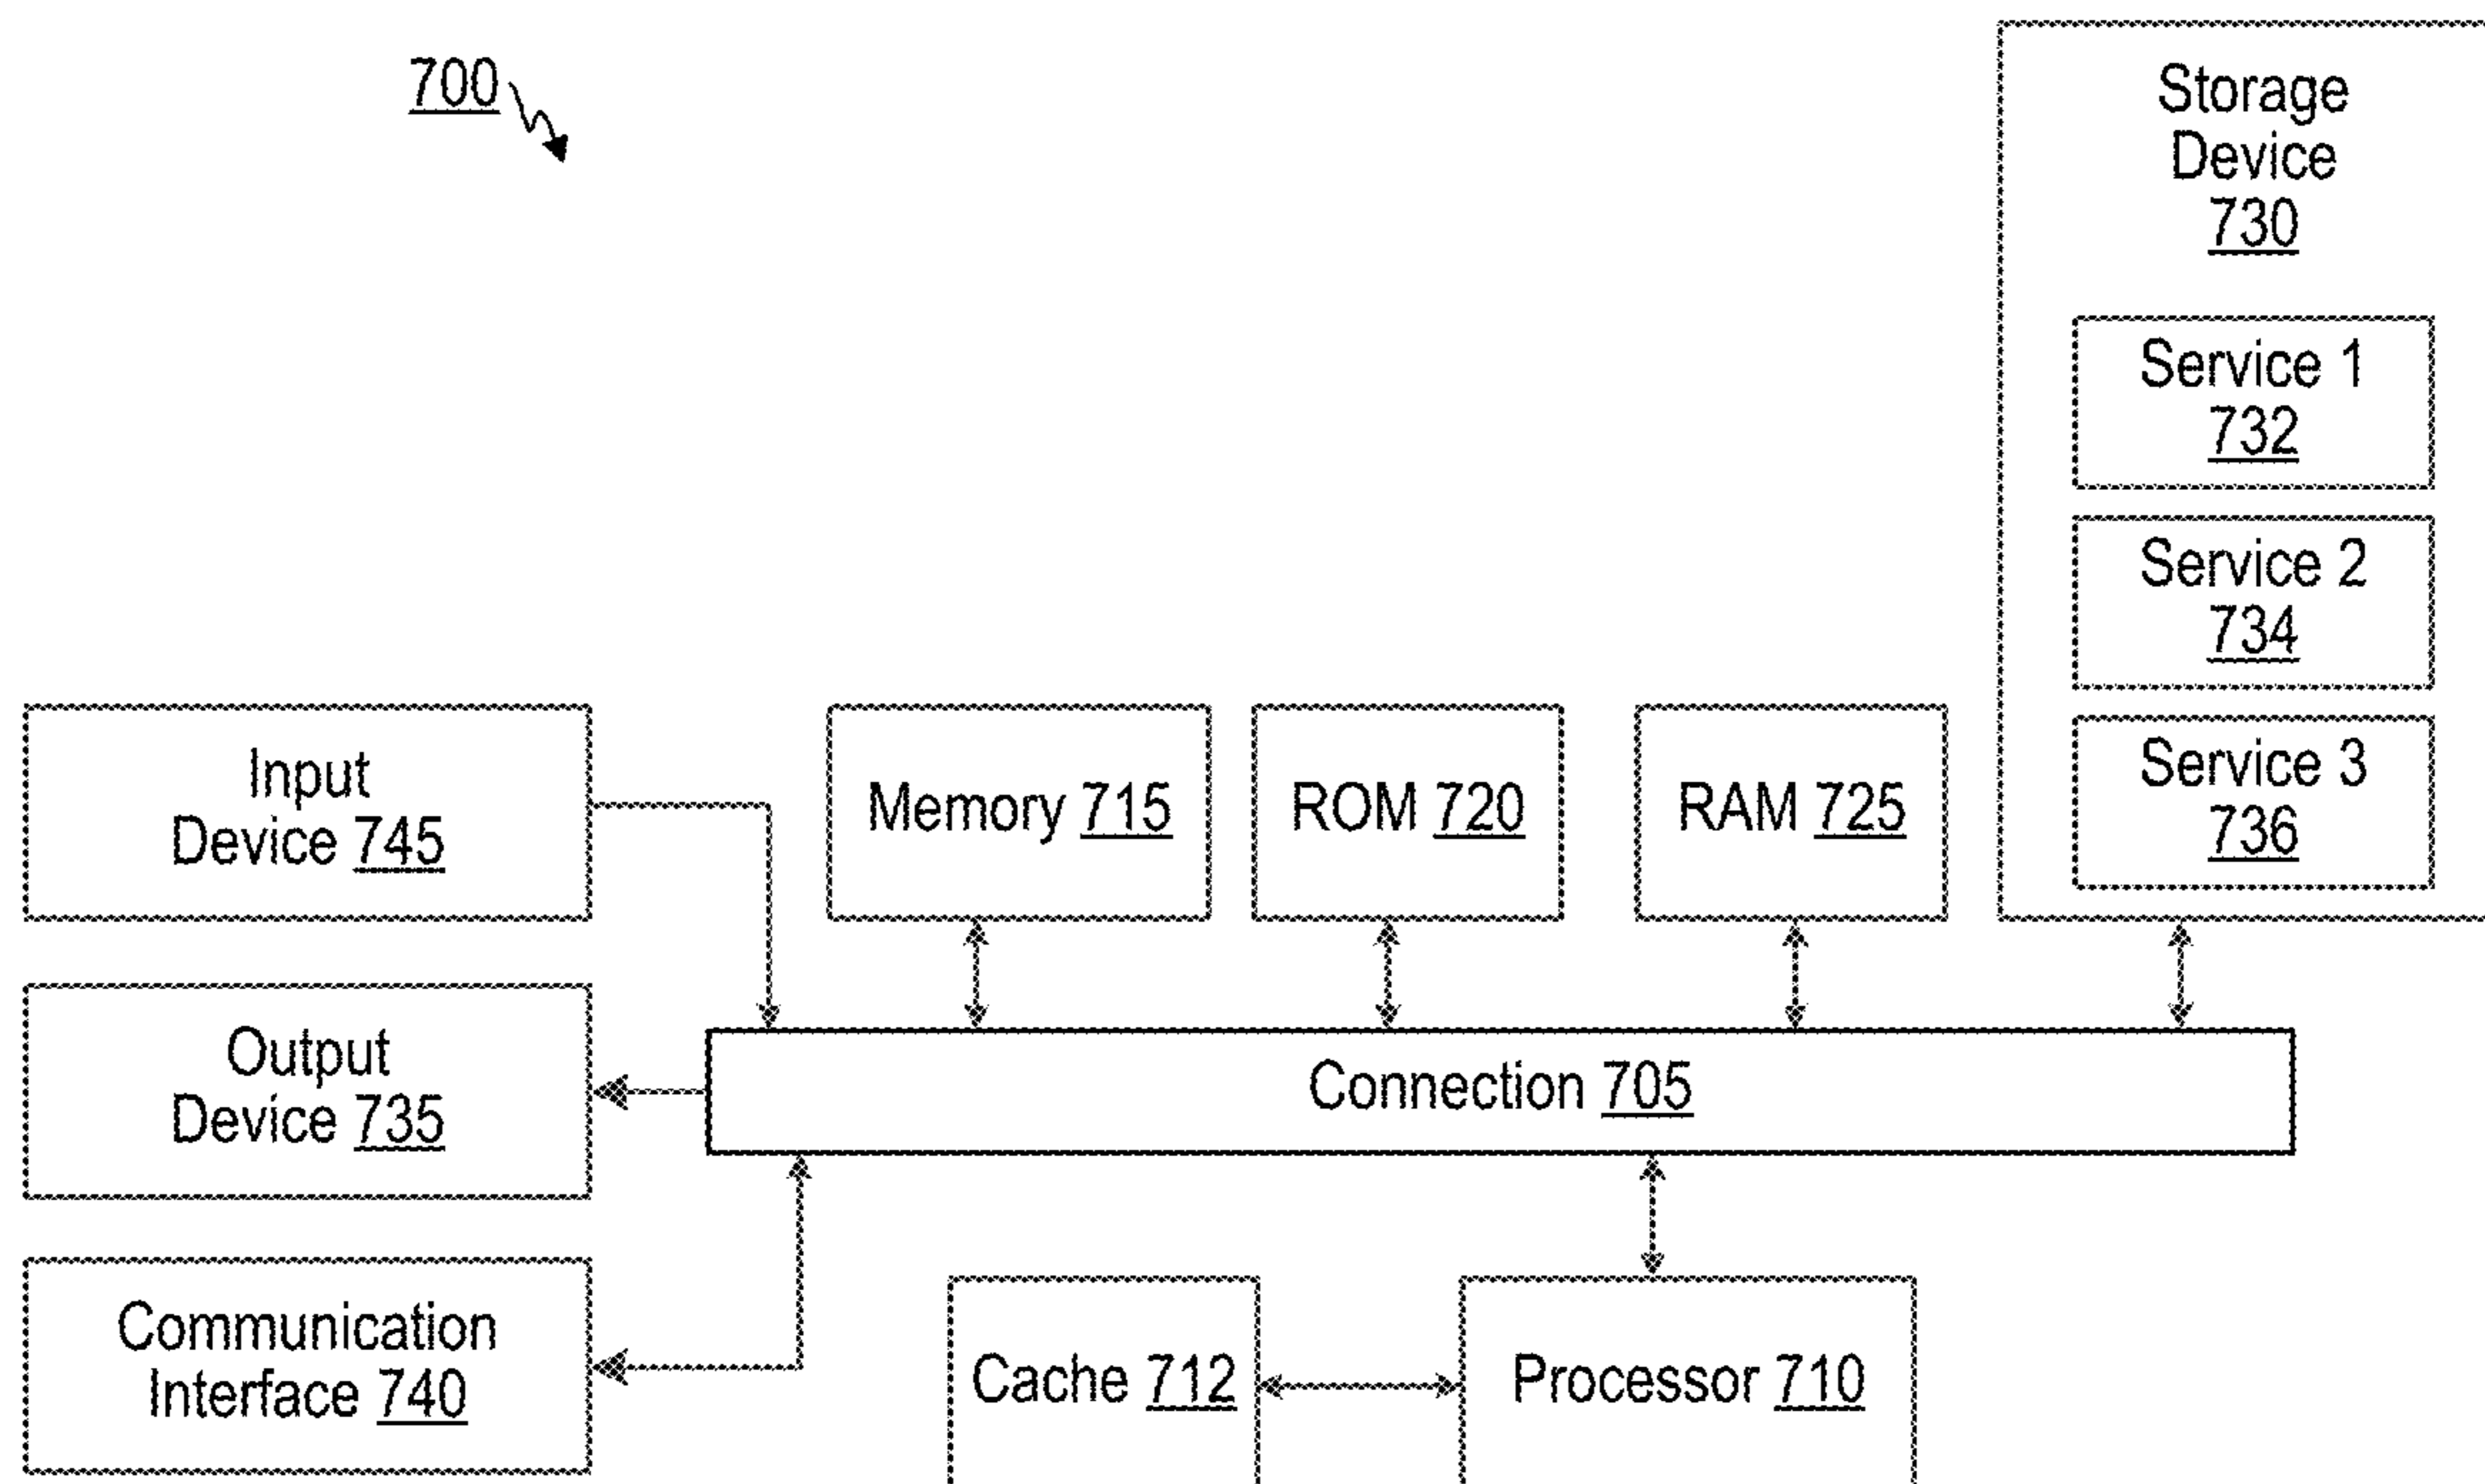 700
Storage
Device
730
Service 1
732
Service 2
734
Service 3
736
Input
Device 745
Memory 715
ROM 720
RAM 725
Output
Device 735
Connection 705
Communication
Interface 740
Cache 712
Processor 710